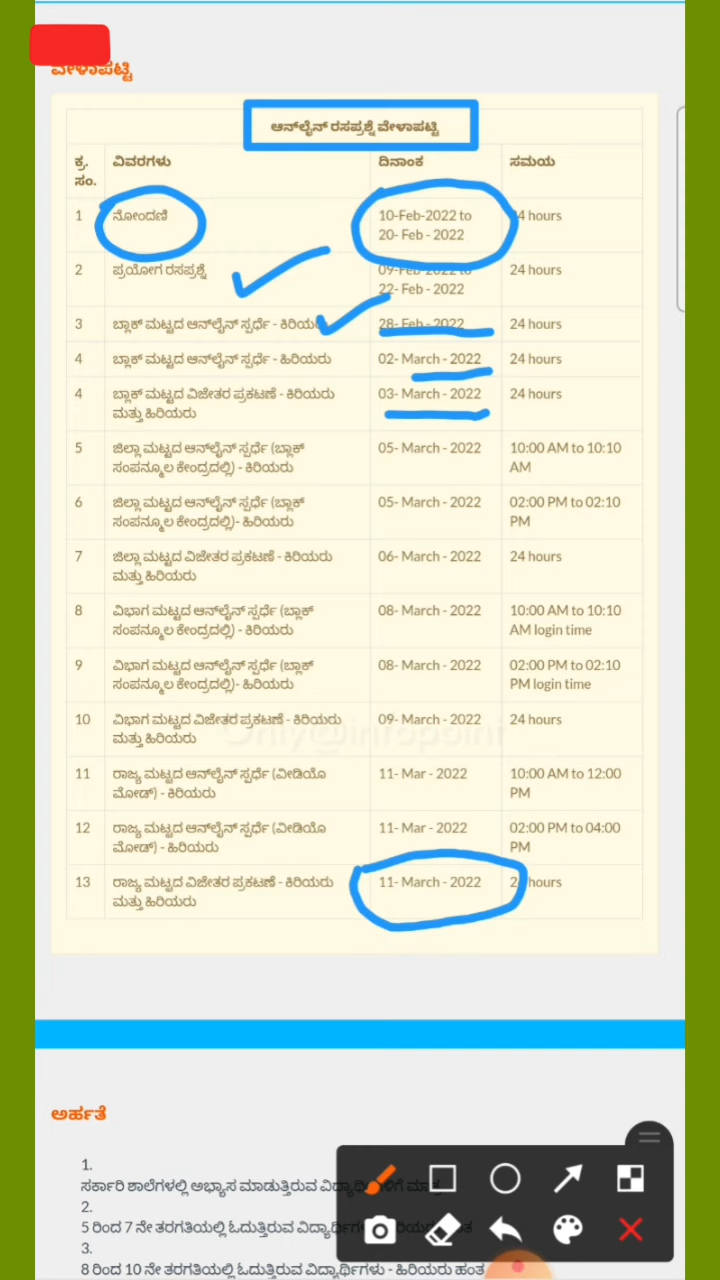 ವೇಳಾಪಟ್ಟಿ
ಆನ್‌ಲೈನ್ ರಸಪ್ರಶ್ನೆ ವೇಳಾಪಟ್ಟಿ
ಕ್ರ. ಸಂ. ವಿವರಗಳು ದಿನಾಂಕ ಸಮಯ
1 ನೋಂದಣಿ 10-Feb-2022 to 24 hours
20- Feb - 2022
2 ಪ್ರಯೋಗ ರಸಪ್ರಶ್ನೆ 09-Feb-2022 to 24 hours
22- Feb - 2022
3 ಬ್ಲಾಕ್ ಮಟ್ಟದ ಆನ್‌ಲೈನ್ ಸ್ಪರ್ಧೆ - ಕಿರಿಯರು 28- Feb - 2022 24 hours
4 ಬ್ಲಾಕ್ ಮಟ್ಟದ ಆನ್‌ಲೈನ್ ಸ್ಪರ್ಧೆ - ಹಿರಿಯರು 02- March - 2022 24 hours
4 ಬ್ಲಾಕ್ ಮಟ್ಟದ ವಿಜೇತರ ಪ್ರಕಟಣೆ - ಕಿರಿಯರು 03- March - 2022 24 hours
ಮತ್ತು ಹಿರಿಯರು
5 ಜಿಲ್ಲಾ ಮಟ್ಟದ ಆನ್‌ಲೈನ್ ಸ್ಪರ್ಧೆ (ಬ್ಲಾಕ್ 05- March - 2022 10:00 AM to 10:10
ಸಂಪನ್ಮೂಲ ಕೇಂದ್ರದಲ್ಲಿ) - ಕಿರಿಯರು AM
6 ಜಿಲ್ಲಾ ಮಟ್ಟದ ಆನ್‌ಲೈನ್ ಸ್ಪರ್ಧೆ (ಬ್ಲಾಕ್ 05- March - 2022 02:00 PM to 02:10
ಸಂಪನ್ಮೂಲ ಕೇಂದ್ರದಲ್ಲಿ)- ಹಿರಿಯರು PM
7 ಜಿಲ್ಲಾ ಮಟ್ಟದ ವಿಜೇತರ ಪ್ರಕಟಣೆ - ಕಿರಿಯರು 06- March - 2022 24 hours
ಮತ್ತು ಹಿರಿಯರು
8 ವಿಭಾಗ ಮಟ್ಟದ ಆನ್‌ಲೈನ್ ಸ್ಪರ್ಧೆ (ಬ್ಲಾಕ್ 08- March - 2022 10:00 AM to 10:10
ಸಂಪನ್ಮೂಲ ಕೇಂದ್ರದಲ್ಲಿ) - ಕಿರಿಯರು AM login time
9 ವಿಭಾಗ ಮಟ್ಟದ ಆನ್‌ಲೈನ್ ಸ್ಪರ್ಧೆ (ಬ್ಲಾಕ್ 08- March - 2022 02:00 PM to 02:10
ಸಂಪನ್ಮೂಲ ಕೇಂದ್ರದಲ್ಲಿ)- ಹಿರಿಯರು PM login time
10 ವಿಭಾಗ ಮಟ್ಟದ ವಿಜೇತರ ಪ್ರಕಟಣೆ - ಕಿರಿಯರು 09- March - 2022 24 hours
ಮತ್ತು ಹಿರಿಯರು
Only@infopoint
11 ರಾಜ್ಯ ಮಟ್ಟದ ಆನ್‌ಲೈನ್ ಸ್ಪರ್ಧೆ (ವೀಡಿಯೊ 11- Mar - 2022 10:00 AM to 12:00
ಮೋಡ್) - ಕಿರಿಯರು PM
12 ರಾಜ್ಯ ಮಟ್ಟದ ಆನ್‌ಲೈನ್ ಸ್ಪರ್ಧೆ (ವೀಡಿಯೊ 11- Mar - 2022 02:00 PM to 04:00
ಮೋಡ್) - ಹಿರಿಯರು PM
13 ರಾಜ್ಯ ಮಟ್ಟದ ವಿಜೇತರ ಪ್ರಕಟಣೆ - ಕಿರಿಯರು 11- March - 2022 24 hours
ಮತ್ತು ಹಿರಿಯರು
ಅರ್ಹತೆ
1.
ಸರ್ಕಾರಿ ಶಾಲೆಗಳಲ್ಲಿ ಅಭ್ಯಾಸ ಮಾಡುತ್ತಿರುವ ವಿದ್ಯಾರ್ಥಿಗಳಿಗೆ ಮಾತ್ರ
2.
5 ರಿಂದ 7 ನೇ ತರಗತಿಯಲ್ಲಿ ಓದುತ್ತಿರುವ
3.
8 ರಿಂದ 10 ನೇ ತರಗತಿಯಲ್ಲಿ ಓದುತ್ತಿರುವ ವಿದ್ಯಾರ್ಥಿಗಳು - ಹಿರಿಯರು ಹಂತ